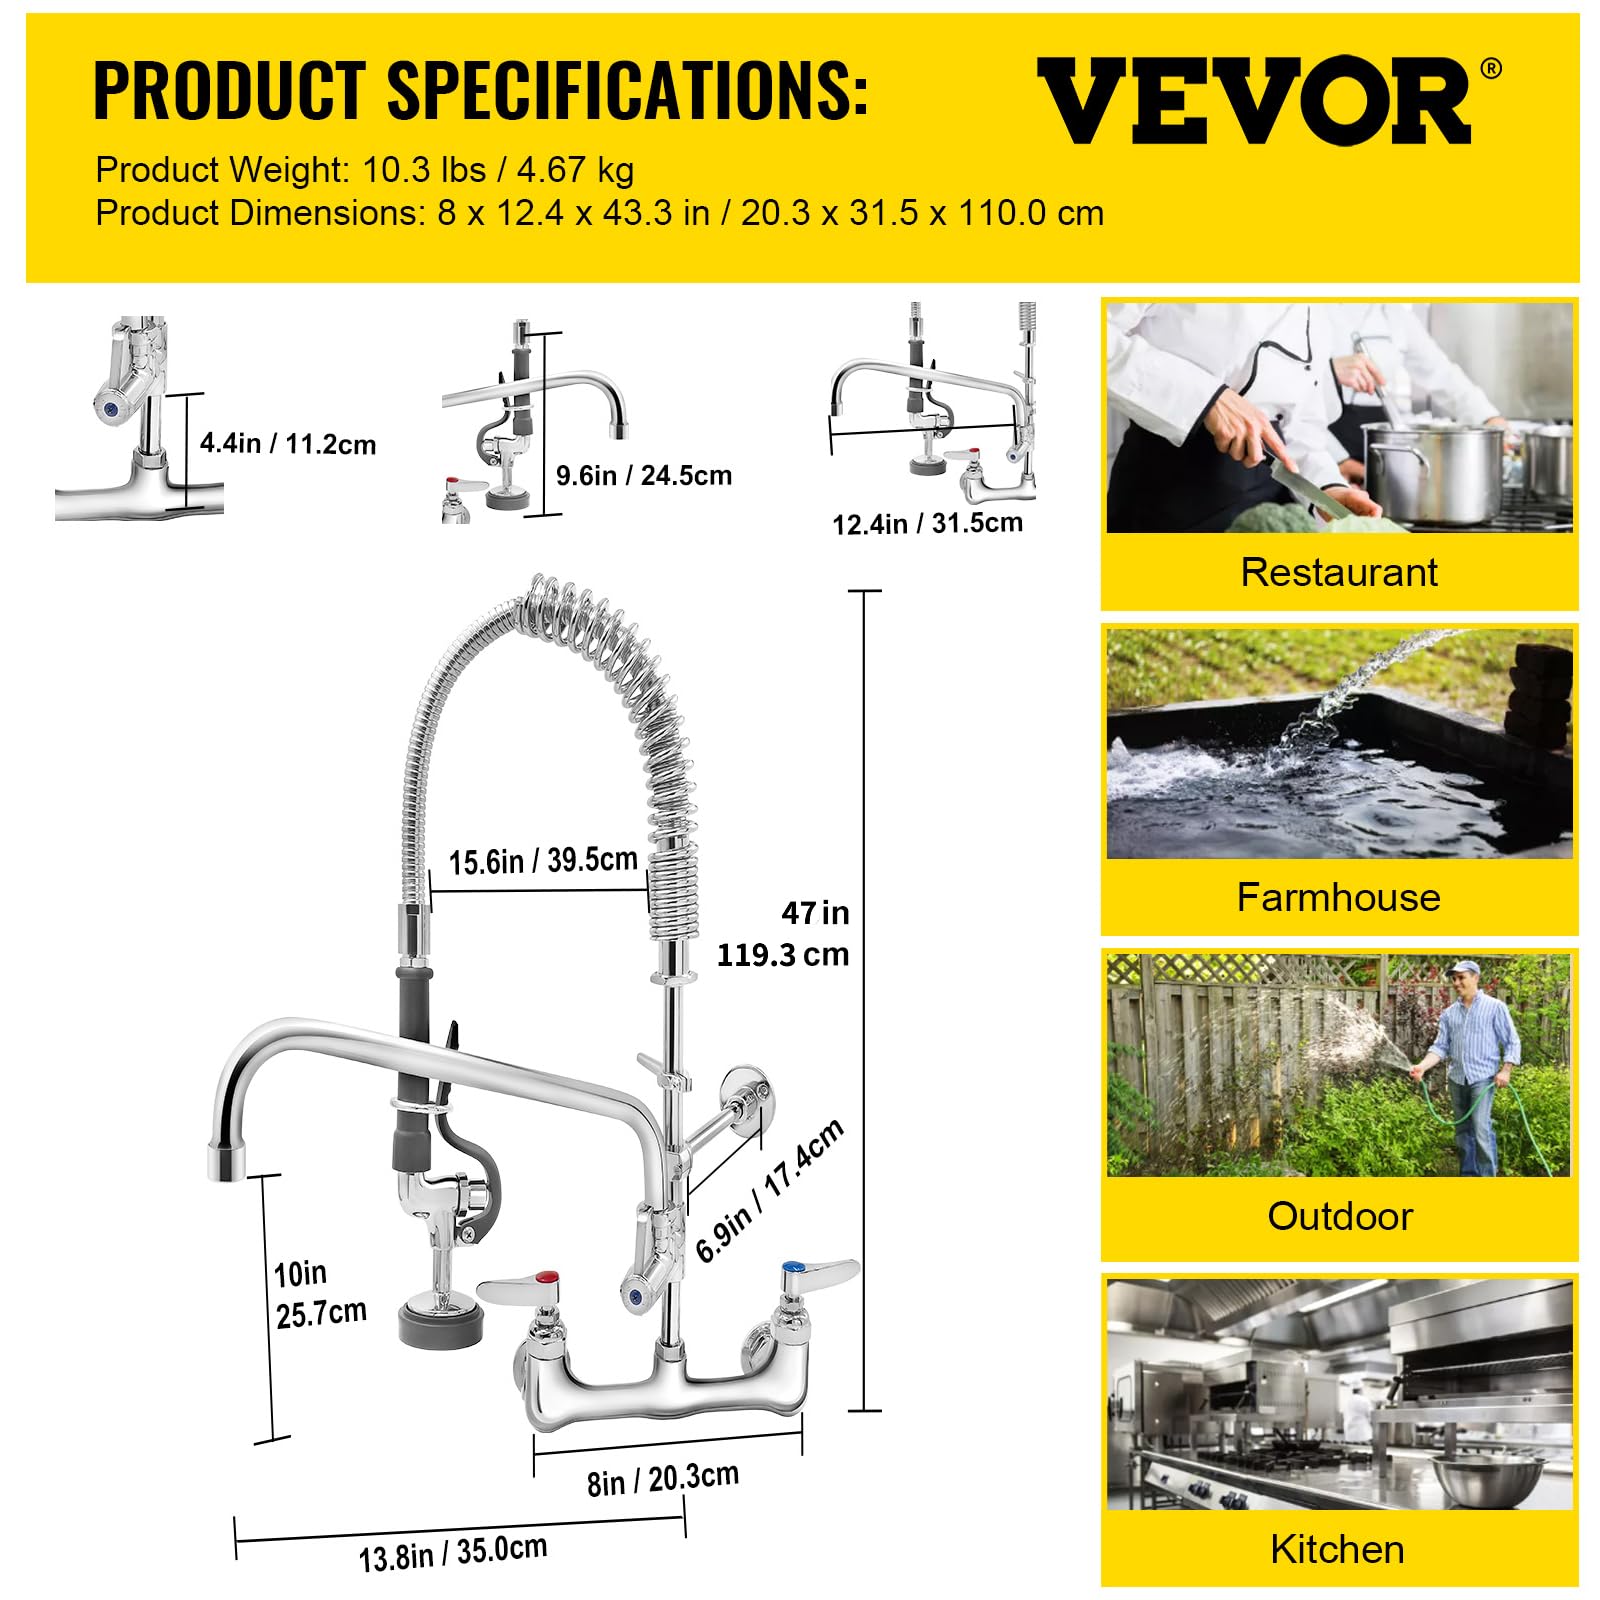 PRODUCT SPECIFICATIONS:
VEVOR®
Product Weight: 10.3 lbs / 4.67 kg
Product Dimensions: 8 x 12.4 x 43.3 in / 20.3 x 31.5 x 110.0 cm
4.4in / 11.2cm
9.6in / 24.5cm
12.4in / 31.5cm
15.6in / 39.5cm
47in
119.3 cm
6.9in / 17.4cm
10in
25.7cm
8in / 20.3cm
13.8in / 35.0cm
Restaurant
Farmhouse
Outdoor
Kitchen